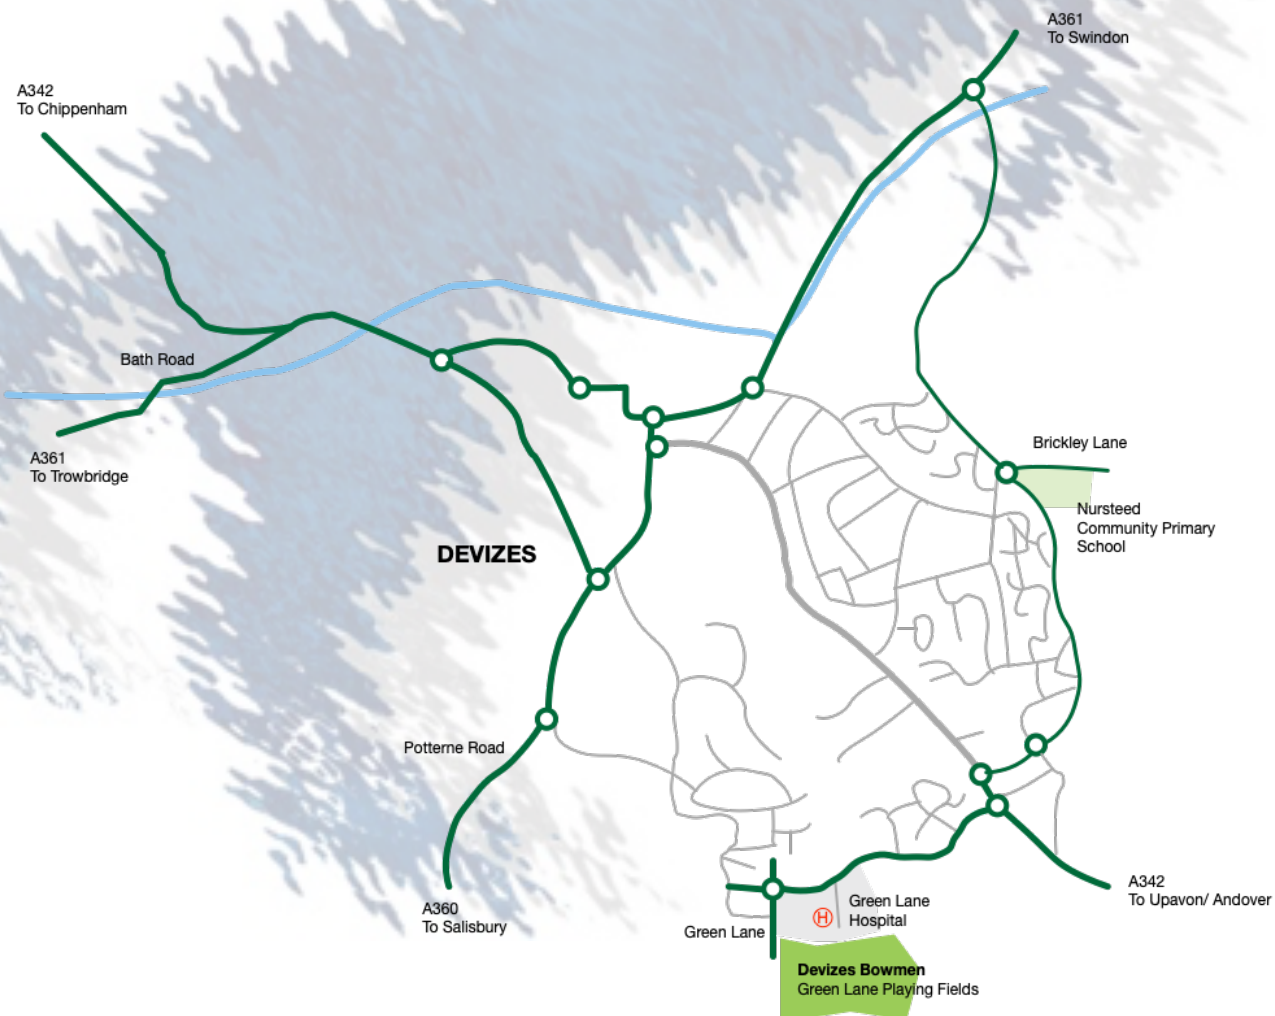 A361
To Swindon
A342
To Chippenham
Bath Road
A361
To Trowbridge
Brickley Lane
Nursteed
Community Primary
School
DEVIZES
Potterne Road
A360
To Salisbury
A342
To Upavon/ Andover
Green Lane
Hospital
H
Green Lane
Devizes Bowmen
Green Lane Playing Fields